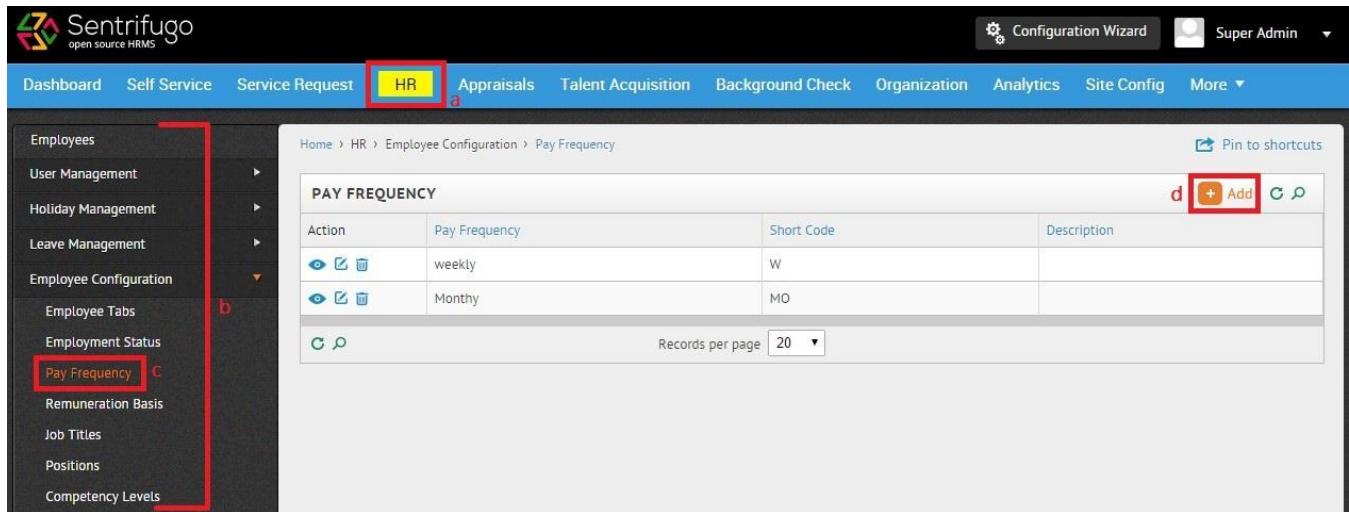 Sentrifugo
open source HRMS
Configuration Wizard
Super Admin
Dashboard Self Service Service Request HR Appraisals Talent Acquisition Background Check Organization Analytics Site Config More
a
Employees
User Management
Holiday Management
Leave Management
Employee Configuration
Employee Tabs
b
Employment Status
Pay Frequency
c
Remuneration Basis
Job Titles
Positions
Competency Levels
Home > HR > Employee Configuration > Pay Frequency
Pin to shortcuts
PAY FREQUENCY
d
+ Add
Action Pay Frequency Short Code Description
weekly W
Monthy MO
Records per page 20